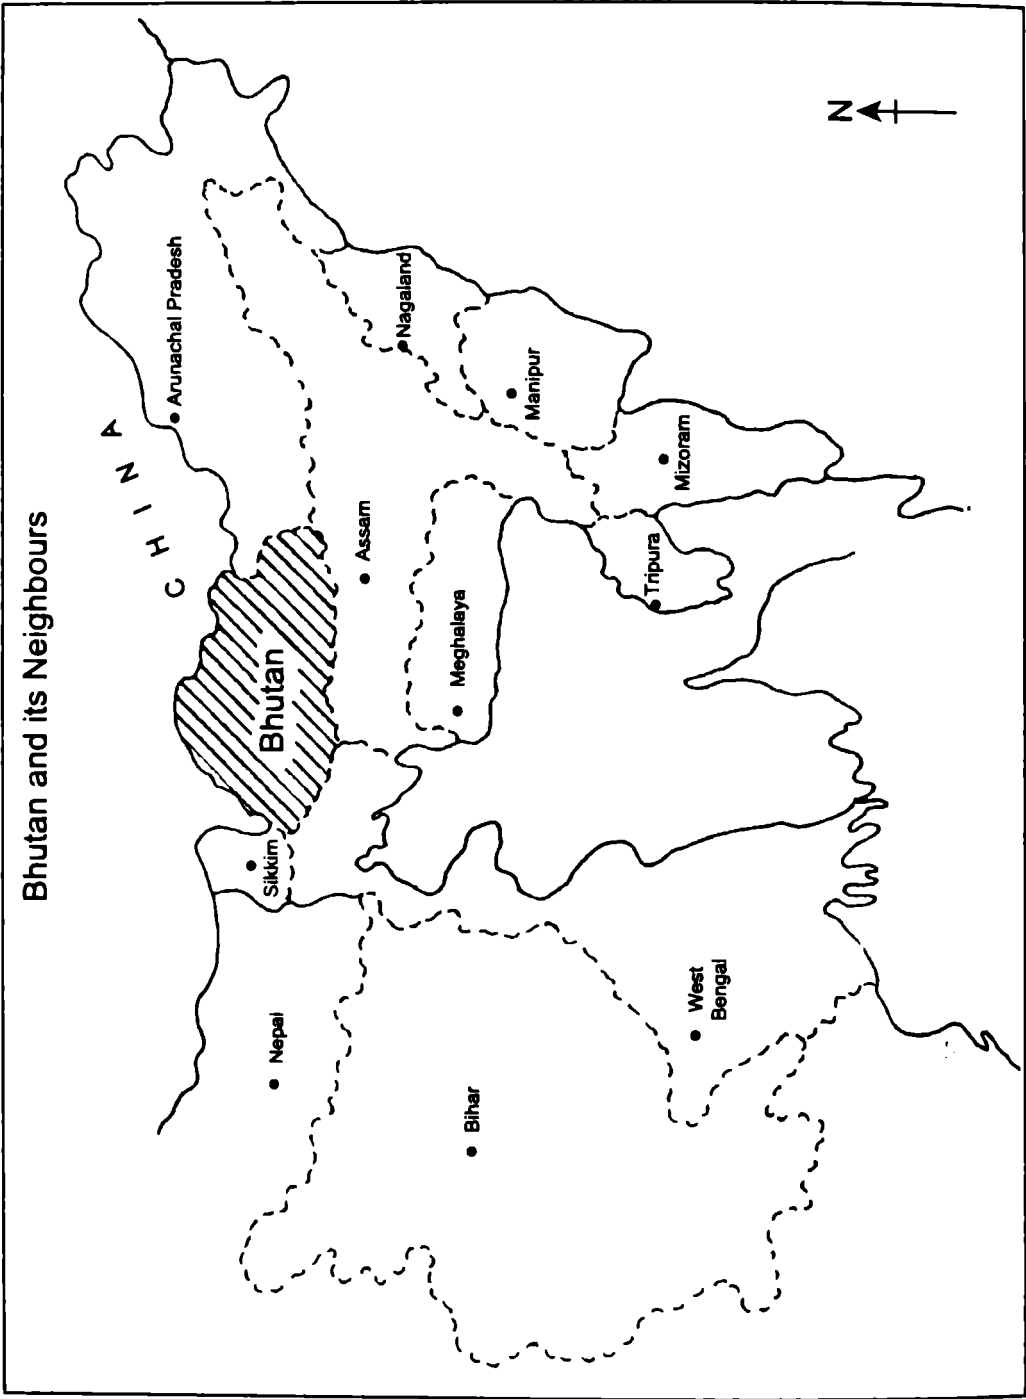 Bhutan and its Neighbours
N
CHINA
Arunachal Pradesh
Nagaland
Manipur
Mizoram
Tripura
Assam
Meghalaya
Bhutan
Sikkim
Nepal
Bihar
West
Bengal